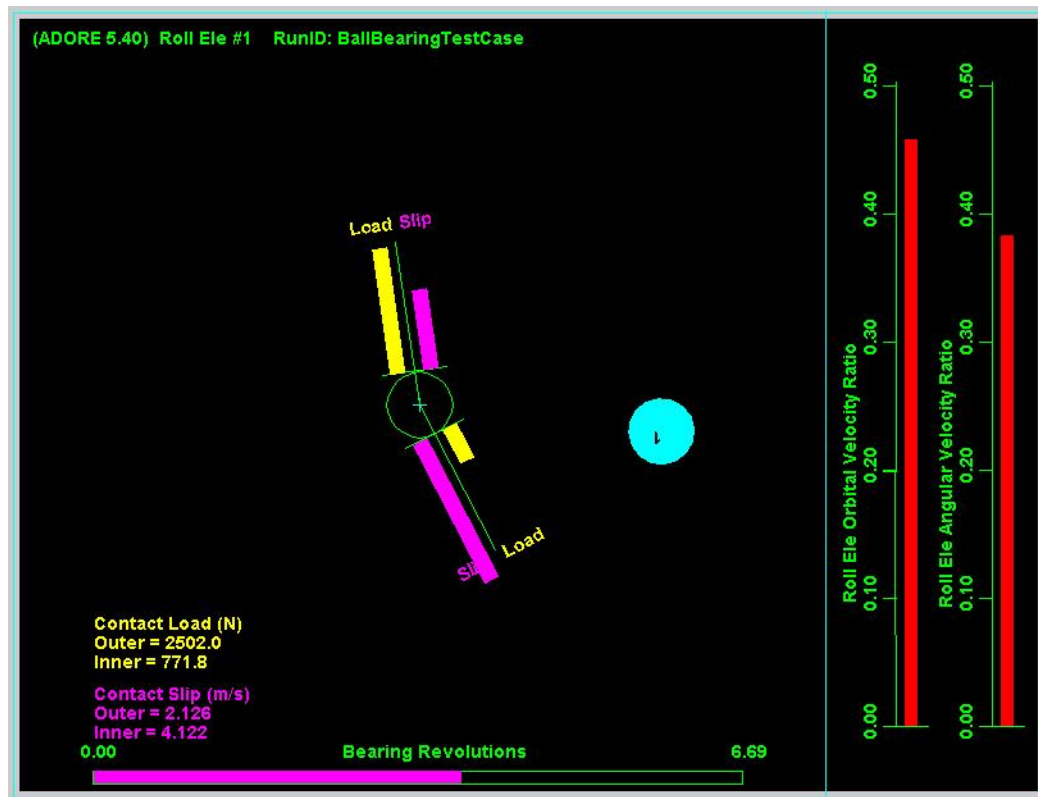 (ADORE 5.40) Roll Ele #1 RunID: BallBearingTestCase
Load Slip
1
Load
Contact Load (N)
Outer = 2502.0
Inner = 771.8
Contact Slip (m/s)
Outer = 2.126
Inner = 4.122
0.00 Bearing Revolutions 6.69
Roll Ele Orbital Velocity Ratio
0.50
0.40
0.30
0.20
0.10
0.00
Roll Ele Angular Velocity Ratio
0.50
0.40
0.30
0.20
0.10
0.00